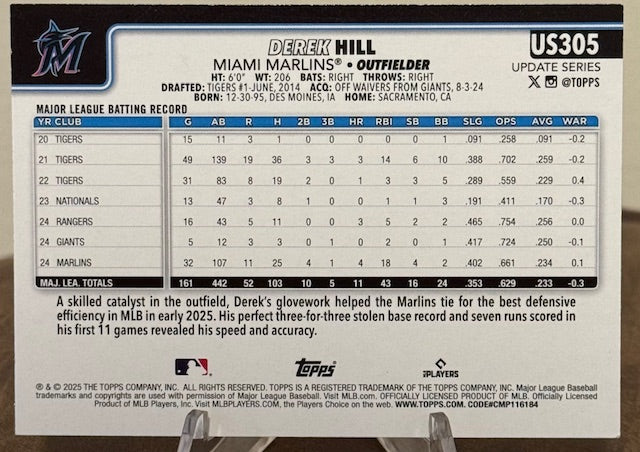 M
DEREK HILL
US305
MIAMI MARLINS® • OUTFIELDER
UPDATE SERIES
HT: 6'0" WT: 206 BATS: RIGHT THROWS: RIGHT
X @TOPPS
DRAFTED: TIGERS #1-JUNE, 2014 ACQ: OFF WAIVERS FROM GIANTS, 8-3-24
BORN: 12-30-95, DES MOINES, IA HOME: SACRAMENTO, CA
MAJOR LEAGUE BATTING RECORD
YR CLUB G AB R H 2B 3B HR RBI SB BB SLG OPS AVG WAR
20 TIGERS 15 11 3 1 0 0 0 0 0 1 .091 .258 .091 -0.2
21 TIGERS 49 139 19 36 3 3 3 14 6 10 .388 .702 .259 -0.2
22 TIGERS 31 83 8 19 2 0 1 3 3 5 .289 .559 .229 0.4
23 NATIONALS 13 47 3 8 1 0 0 1 1 3 .191 .411 .170 -0.3
24 RANGERS 16 43 5 11 0 0 3 5 2 2 .465 .754 .256 0.0
24 GIANTS 5 12 3 3 0 1 0 2 0 1 .417 .724 .250 -0.1
24 MARLINS 32 107 11 25 4 1 4 18 4 2 .402 .661 .234 0.1
MAJ. LEA. TOTALS 161 442 52 103 10 5 11 43 16 24 .353 .629 .233 -0.3
A skilled catalyst in the outfield, Derek's glovework helped the Marlins tie for the best defensive
efficiency in MLB in early 2025. His perfect three-for-three stolen base record and seven runs scored in
his first 11 games revealed his speed and accuracy.
Topps
PLAYERS
® & © 2025 THE TOPPS COMPANY, INC. ALL RIGHTS RESERVED. TOPPS IS A REGISTERED TRADEMARK OF THE TOPPS COMPANY, INC. Major League Baseball
trademarks and copyrights are used with permission of Major League Baseball. Visit MLB.com. OFFICIALLY LICENSED PRODUCT OF MLB. Officially Licensed
Product of MLB Players, Inc. Visit MLBPLAYERS.COM, the Players Choice on the web. WWW.TOPPS.COM. CODE#CMP116184